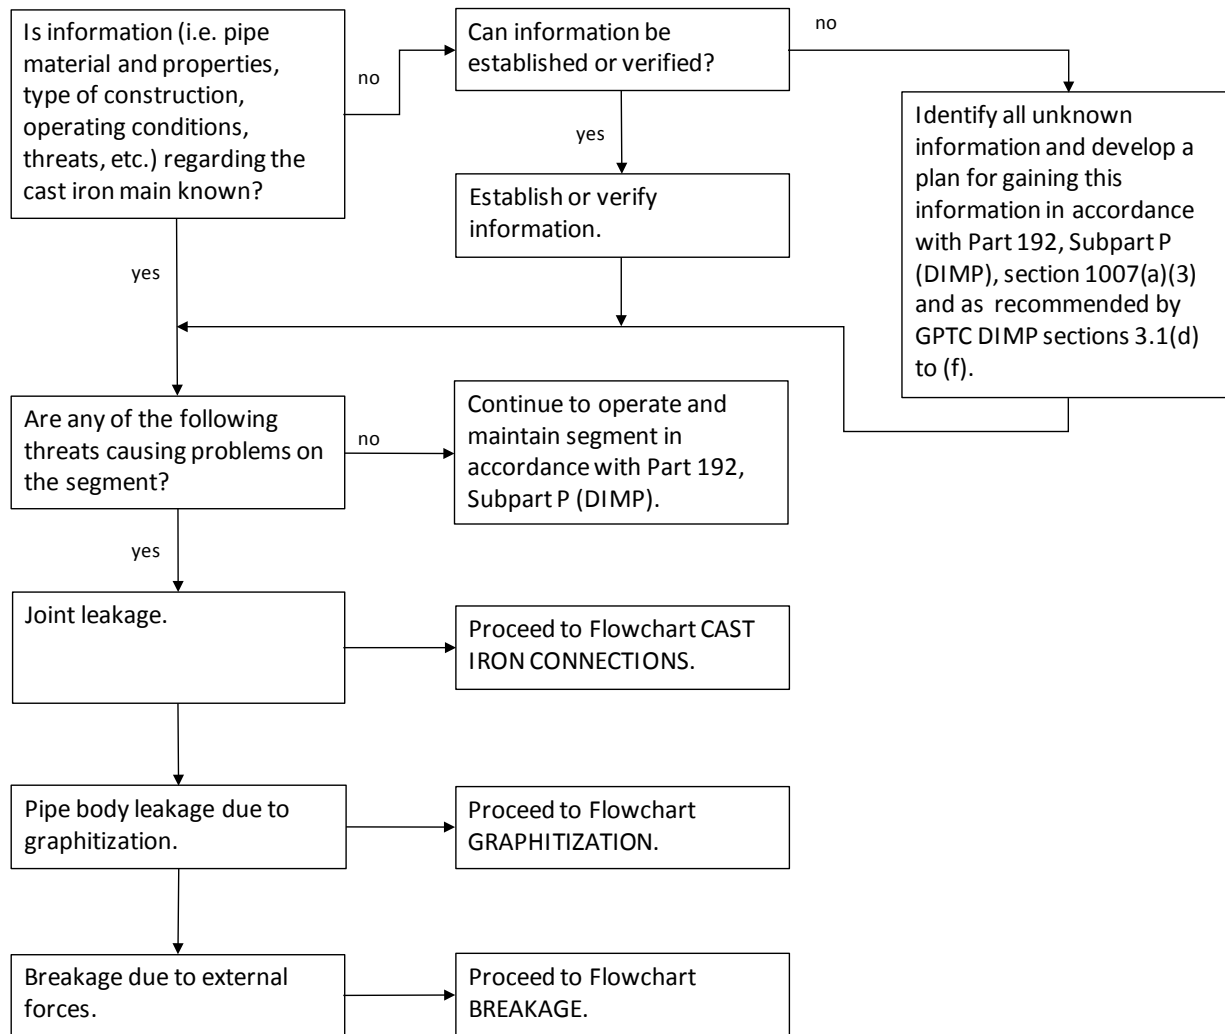 Is information (i.e. pipe
material and properties,
type of construction,
operating conditions,
threats, etc.) regarding the
cast iron main known?
no
Can information be
established or verified?
no
yes
Identify all unknown
information and develop a
plan for gaining this
information in accordance
with Part 192, Subpart P
(DIMP), section 1007(a)(3)
and as recommended by
GPTC DIMP sections 3.1(d)
to (f).
Establish or verify
information.
yes
Are any of the following
threats causing problems on
the segment?
no
Continue to operate and
maintain segment in
accordance with Part 192,
Subpart P (DIMP).
yes
Joint leakage.
Proceed to Flowchart CAST
IRON CONNECTIONS.
Pipe body leakage due to
graphitization.
Proceed to Flowchart
GRAPHITIZATION.
Breakage due to external
forces.
Proceed to Flowchart
BREAKAGE.